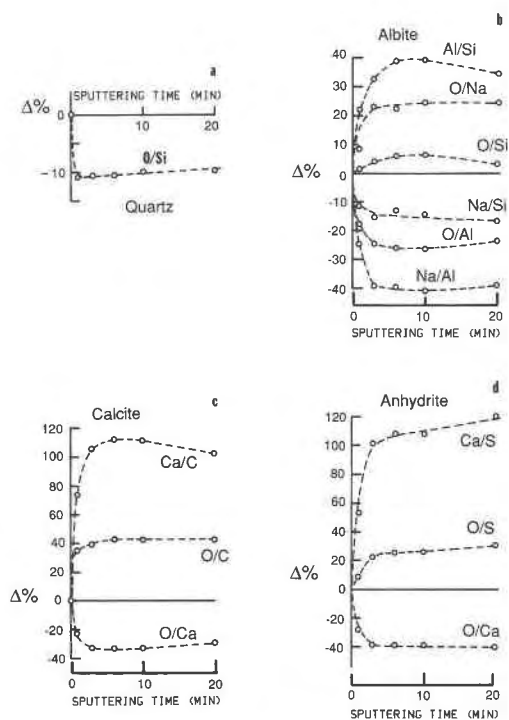 a
SPUTTERING TIME (MIN)
0 10 20
Δ%
0
-10
O/Si
Quartz
b
Albite
40
30
20
10
0
-10
-20
-30
-40
Δ%
Al/Si
O/Na
O/Si
Na/Si
O/Al
Na/Al
0 10 20
SPUTTERING TIME (MIN)
c
Calcite
120
100
80
60
40
20
0
-20
-40
Δ%
Ca/C
O/C
O/Ca
0 10 20
SPUTTERING TIME (MIN)
d
Anhydrite
120
100
80
60
40
20
0
-20
-40
Δ%
Ca/S
O/S
O/Ca
0 10 20
SPUTTERING TIME (MIN)